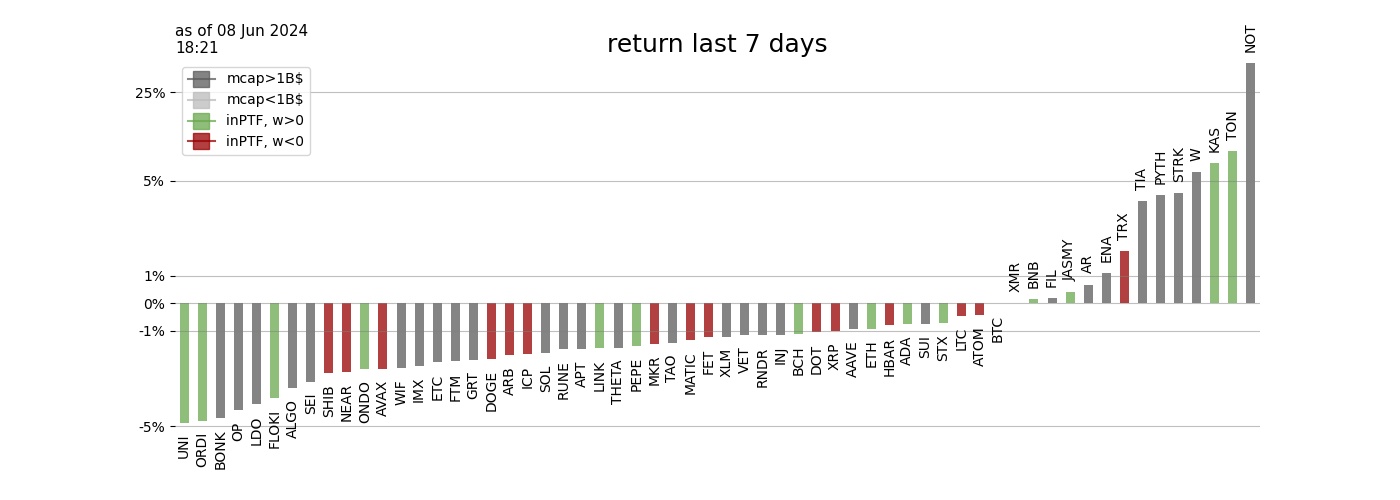 as of 08 Jun 2024
18:21
return last 7 days
mcap>1B$
mcap<1B$
inPTF, w>0
inPTF, w<0
25%
5%
1%
0%
-1%
-5%
UNI
ORDI
BONK
OP
LDO
FLOKI
ALGO
SEI
SHIB
NEAR
ONDO
AVAX
WIF
IMX
ETC
FTM
GRT
DOGE
ARB
ICP
SOL
RUNE
APT
LINK
THETA
PEPE
MKR
TAO
MATIC
FET
XLM
VET
RNDR
INJ
BCH
DOT
XRP
AAVE
ETH
HBAR
ADA
SUI
STX
LTC
ATOM
BTC
XMR
BNB
FIL
JASMY
AR
ENA
TRX
TIA
PYTH
STRK
W
KAS
TON
NOT